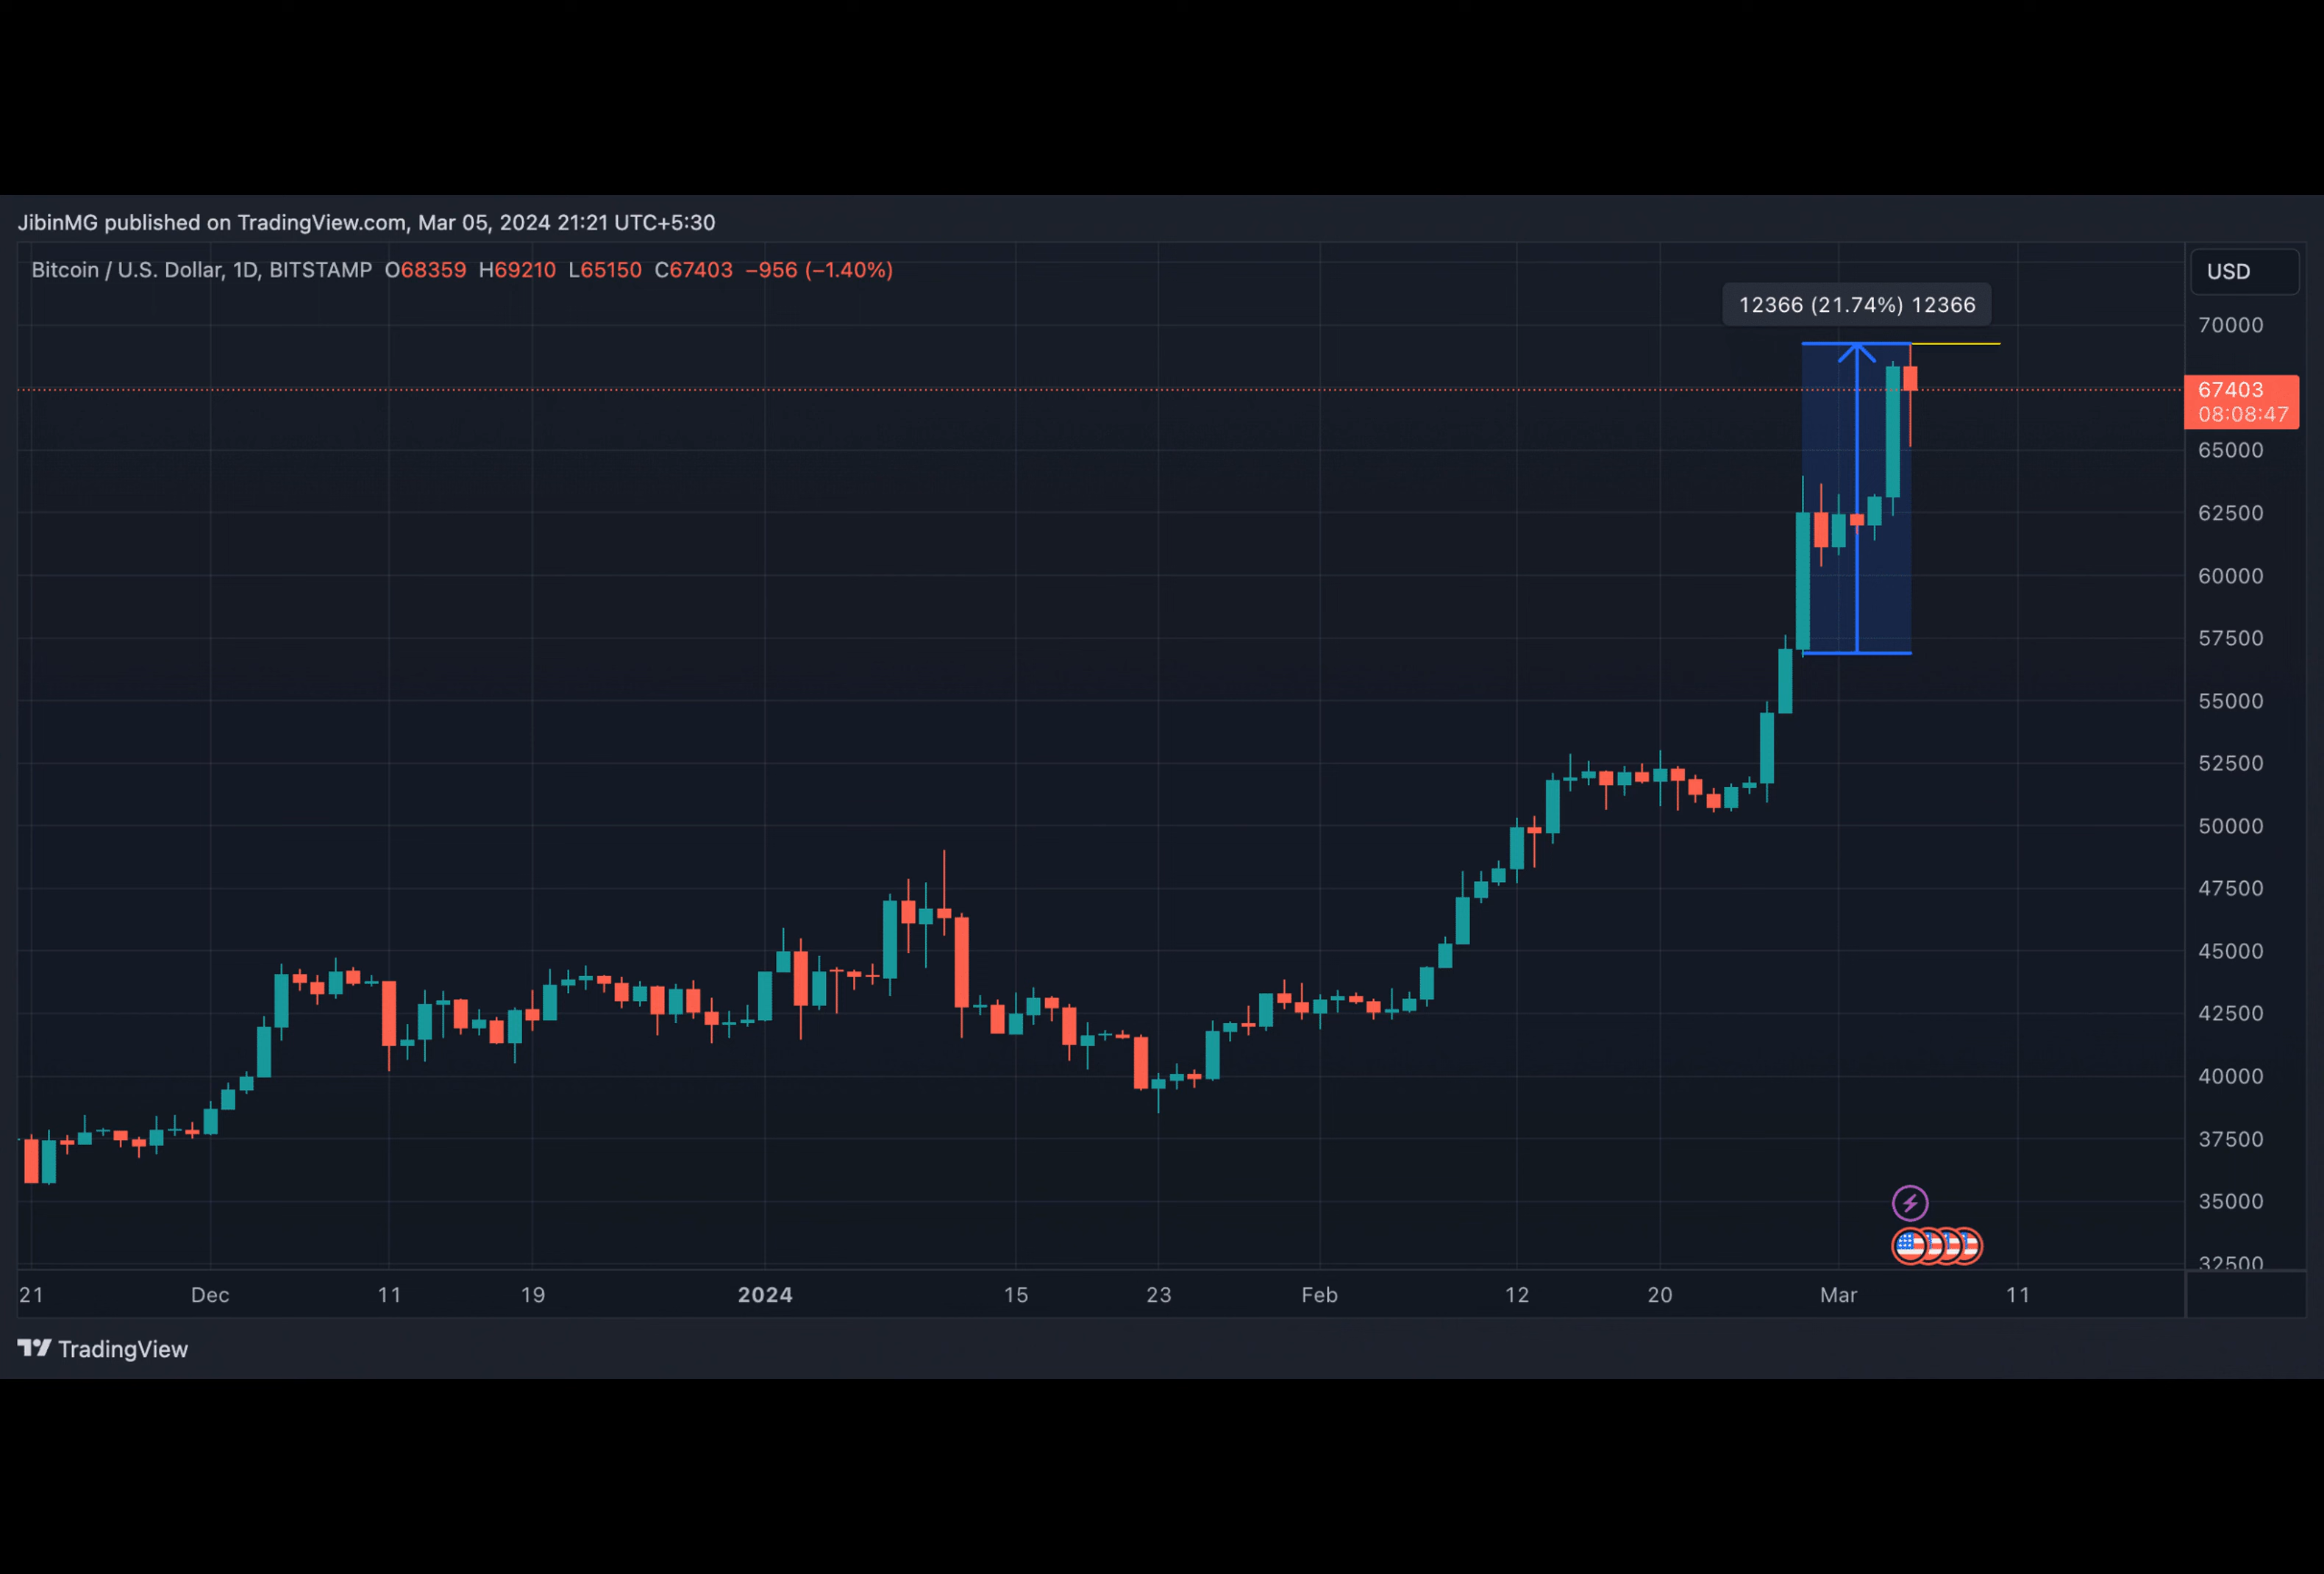 JibinMG published on TradingView.com, Mar 05, 2024 21:21 UTC+5:30
Bitcoin / U.S. Dollar, 1D, BITSTAMP O68359 H69210 L65150 C67403 −956 (−1.40%)
USD
12366 (21.74%) 12366
70000
67403
08:08:47
65000
62500
60000
57500
55000
52500
50000
47500
45000
42500
40000
37500
35000
32500
21 Dec 11 19 2024 15 23 Feb 12 20 Mar 11
TradingView